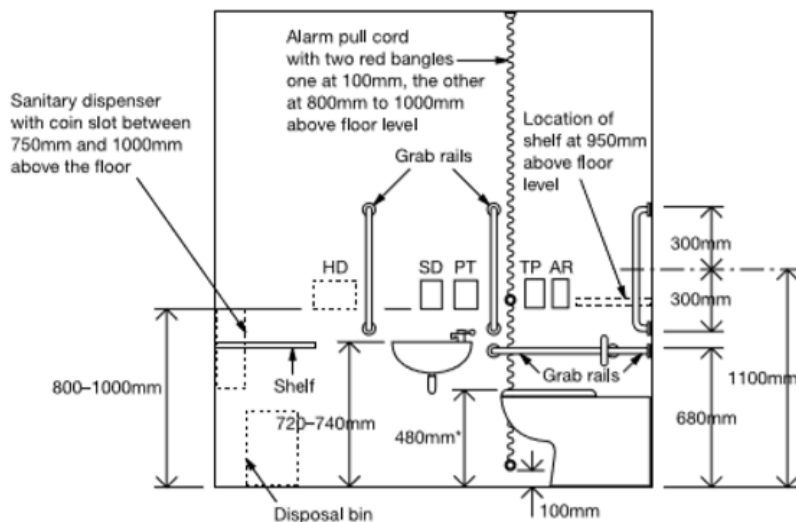 Alarm pull cord
with two red bangles
one at 100mm, the other
at 800mm to 1000mm
above floor level
Sanitary dispenser
with coin slot between
750mm and 1000mm
above the floor
Location of
shelf at 950mm
above floor
level
Grab rails
300mm
HD
SD
PT
TP
AR
300mm
800–1000mm
Shelf
Grab rails
1100mm
720–740mm
480mm*
680mm
Disposal bin
100mm